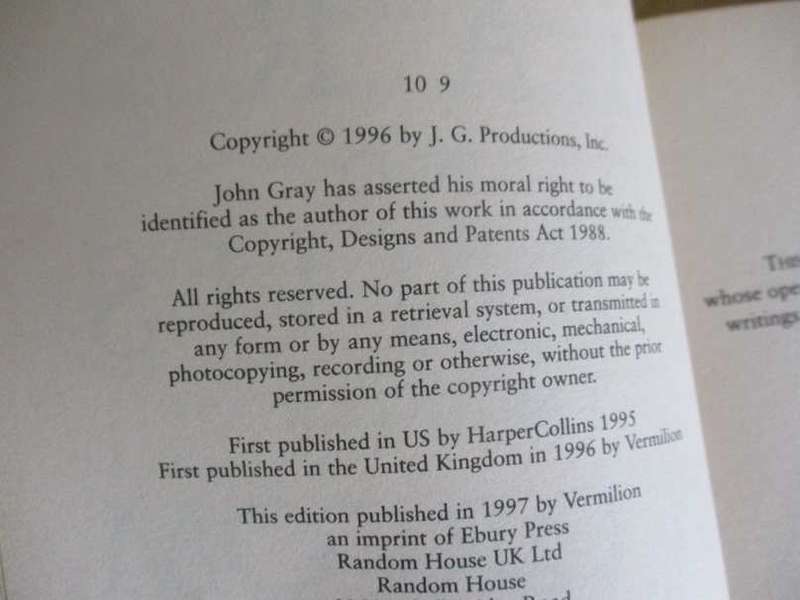 10 9
Copyright © 1996 by J. G. Productions, Inc.
John Gray has asserted his moral right to be
identified as the author of this work in accordance with the
Copyright, Designs and Patents Act 1988.
All rights reserved. No part of this publication may be
reproduced, stored in a retrieval system, or transmitted in
any form or by any means, electronic, mechanical,
photocopying, recording or otherwise, without the prior
permission of the copyright owner.
First published in US by HarperCollins 1995
First published in the United Kingdom in 1996 by Vermilion
This edition published in 1997 by Vermilion
an imprint of Ebury Press
Random House UK Ltd
Random House
Road
whose
writings